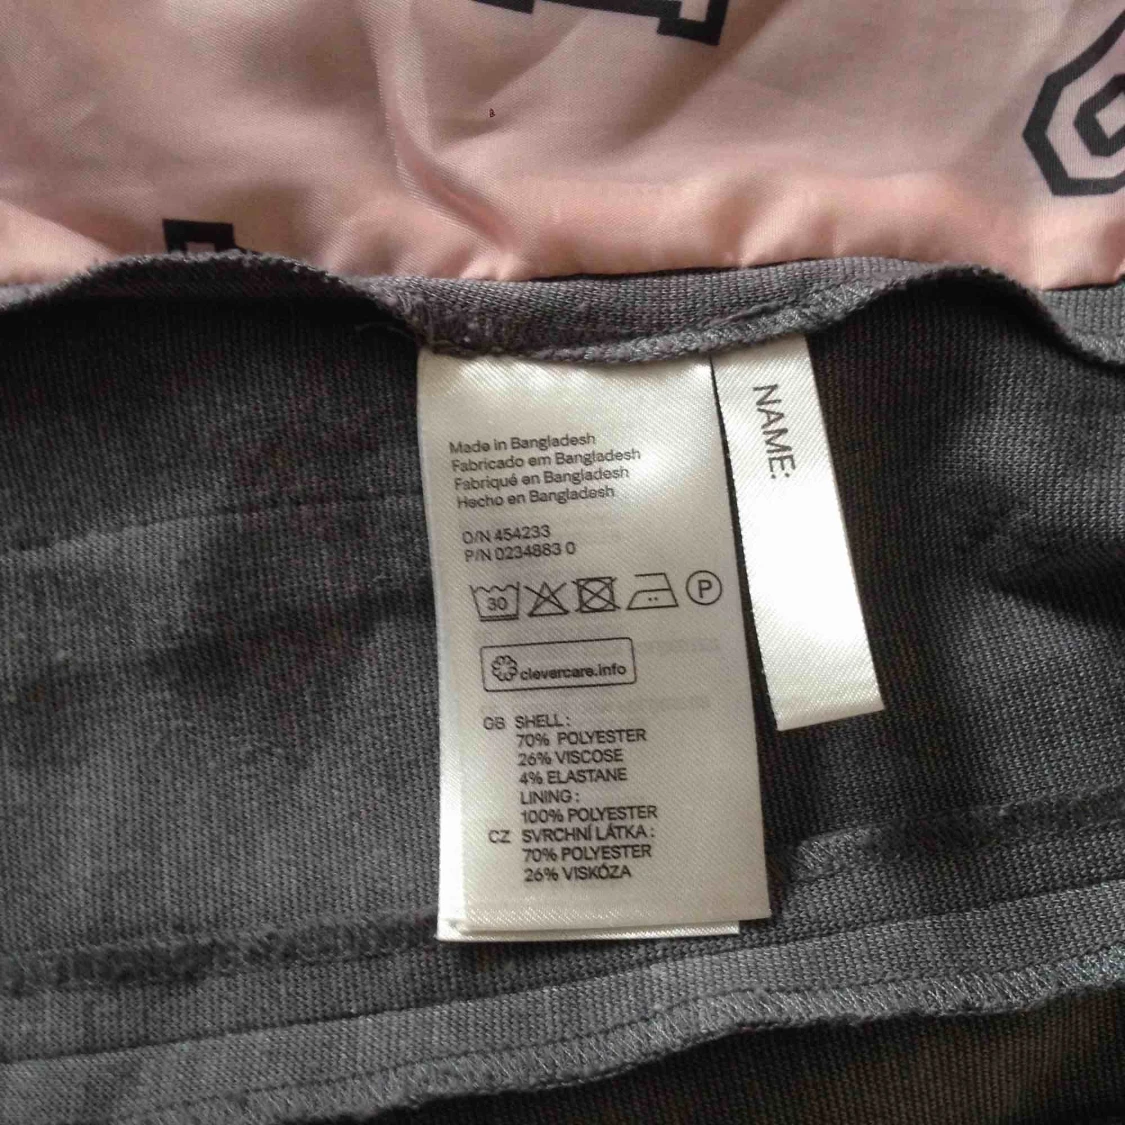 Made in Bangladesh
Fabricado em Bangladesh
Fabriqué en Bangladesh
Hecho en Bangladesh
O/N 454233
P/N 0234883 0
30
P
clevercare.info
GB SHELL:
70% POLYESTER
26% VISCOSE
4% ELASTANE
LINING:
100% POLYESTER
CZ SVRCHNÍ LÁTKA:
70% POLYESTER
26% VISKÓZA
NAME: